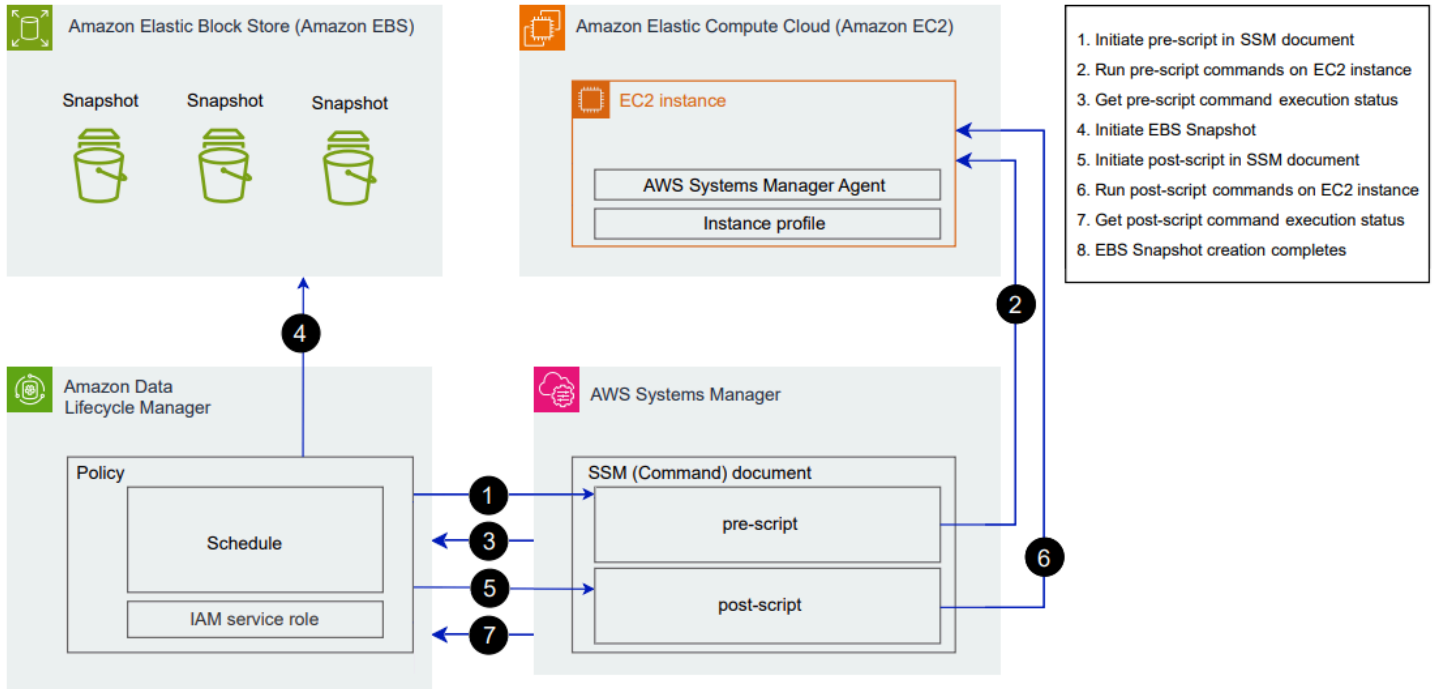 Amazon Elastic Block Store (Amazon EBS)
Snapshot
Snapshot
Snapshot
Amazon Elastic Compute Cloud (Amazon EC2)
EC2 instance
AWS Systems Manager Agent
Instance profile
1. Initiate pre-script in SSM document
2. Run pre-script commands on EC2 instance
3. Get pre-script command execution status
4. Initiate EBS Snapshot
5. Initiate post-script in SSM document
6. Run post-script commands on EC2 instance
7. Get post-script command execution status
8. EBS Snapshot creation completes
4
2
Amazon Data
Lifecycle Manager
Policy
Schedule
IAM service role
1
3
5
7
AWS Systems Manager
SSM (Command) document
pre-script
post-script
6